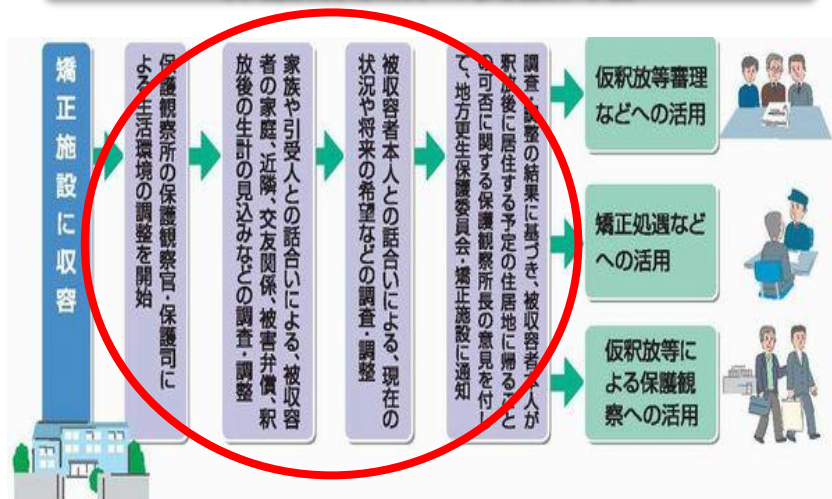 矯正施設に収容
保護観察所の保護観察官・保護司に
よる生活環境の調整を開始
家族や引受人との話合いによる、被収容
者の家庭、近隣、交友関係、被害弁償、釈
放後の生計の見込みなどの調査・調整
被収容者本人との話合いによる、現在の
状況や将来の希望などの調査・調整
調査・調整の結果に基づき、被収容者本人が
釈放後に居住する予定の住居地に帰ること
の可否に関する保護観察所長の意見を付し
て、地方更生保護委員会・矯正施設に通知
仮釈放等審理
などへの活用
矯正処遇など
への活用
仮釈放等に
よる保護観
察への活用